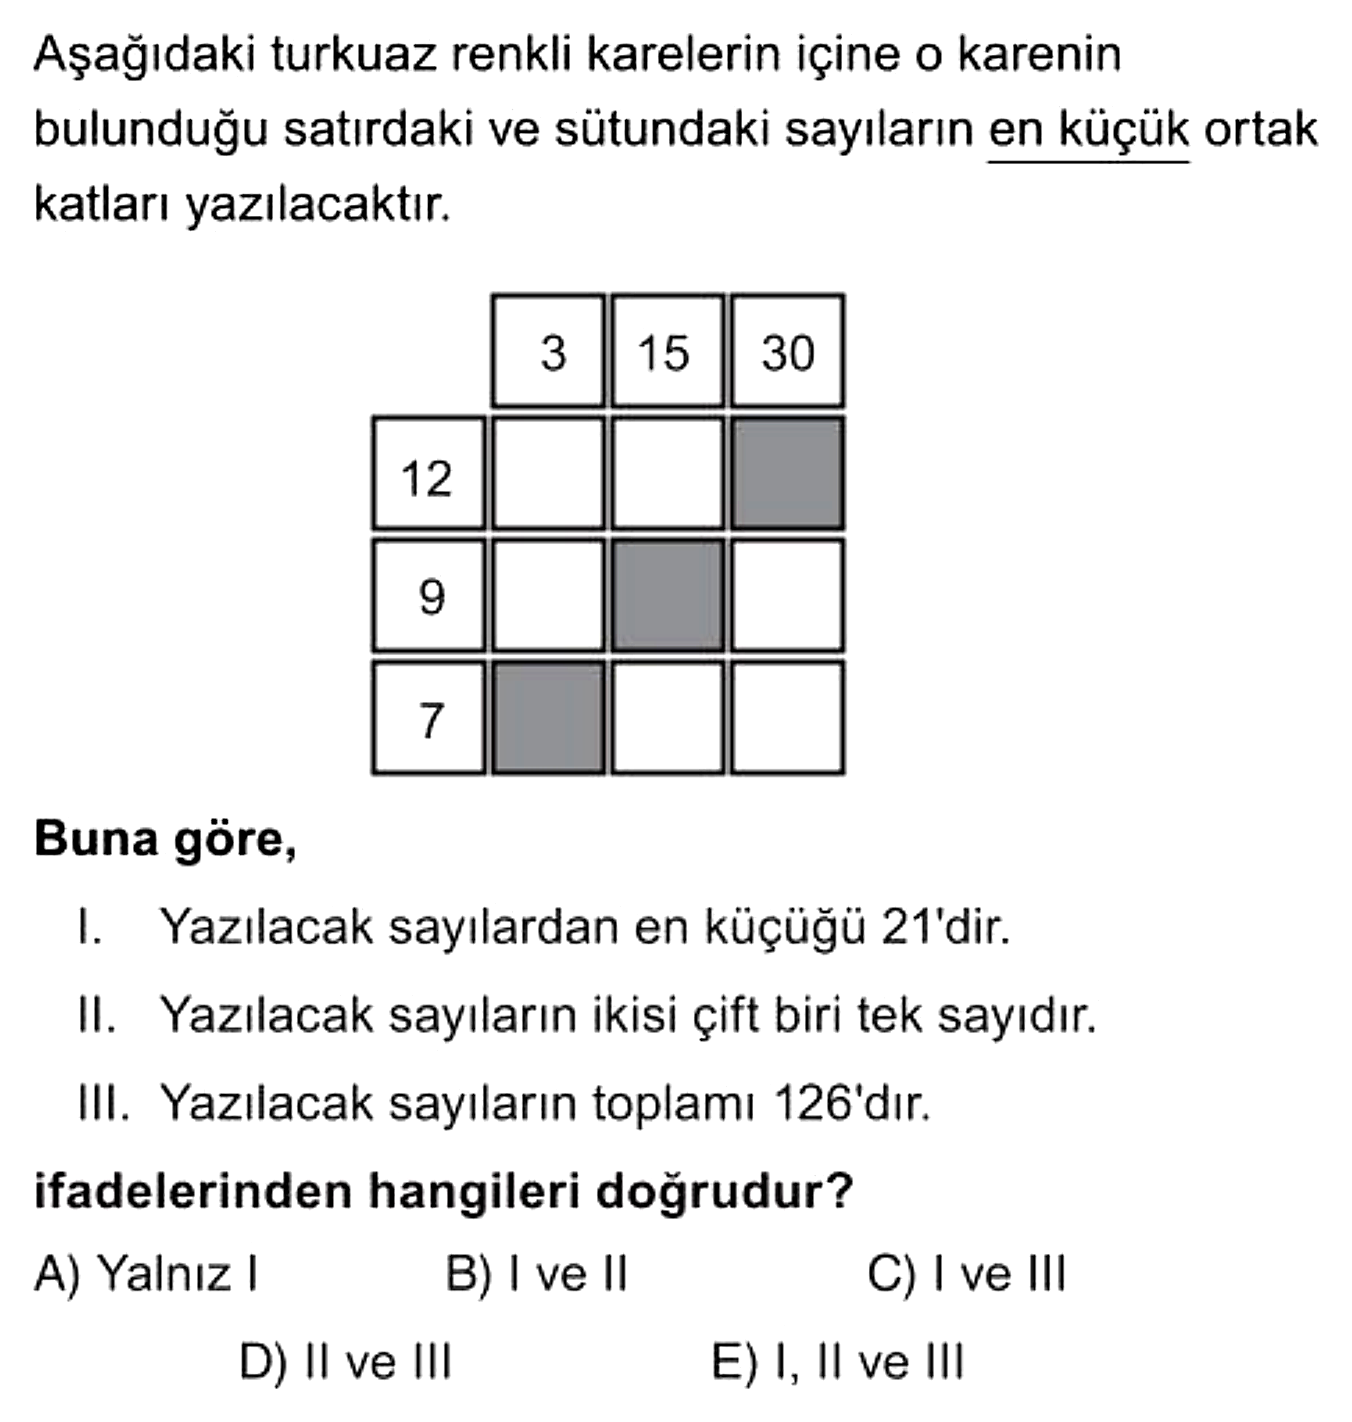 Aşağıdaki turkuaz renkli karelerin içine o karenin
bulunduğu satırdaki ve sütundaki sayıların en küçük ortak
katları yazılacaktır.
3 15 30
12
9
7
Buna göre,
I. Yazılacak sayılardan en küçüğü 21'dir.
II. Yazılacak sayıların ikisi çift biri tek sayıdır.
III. Yazılacak sayıların toplamı 126'dır.
ifadelerinden hangileri doğrudur?
A) Yalnız I B) I ve II C) I ve III
D) II ve III E) I, II ve III